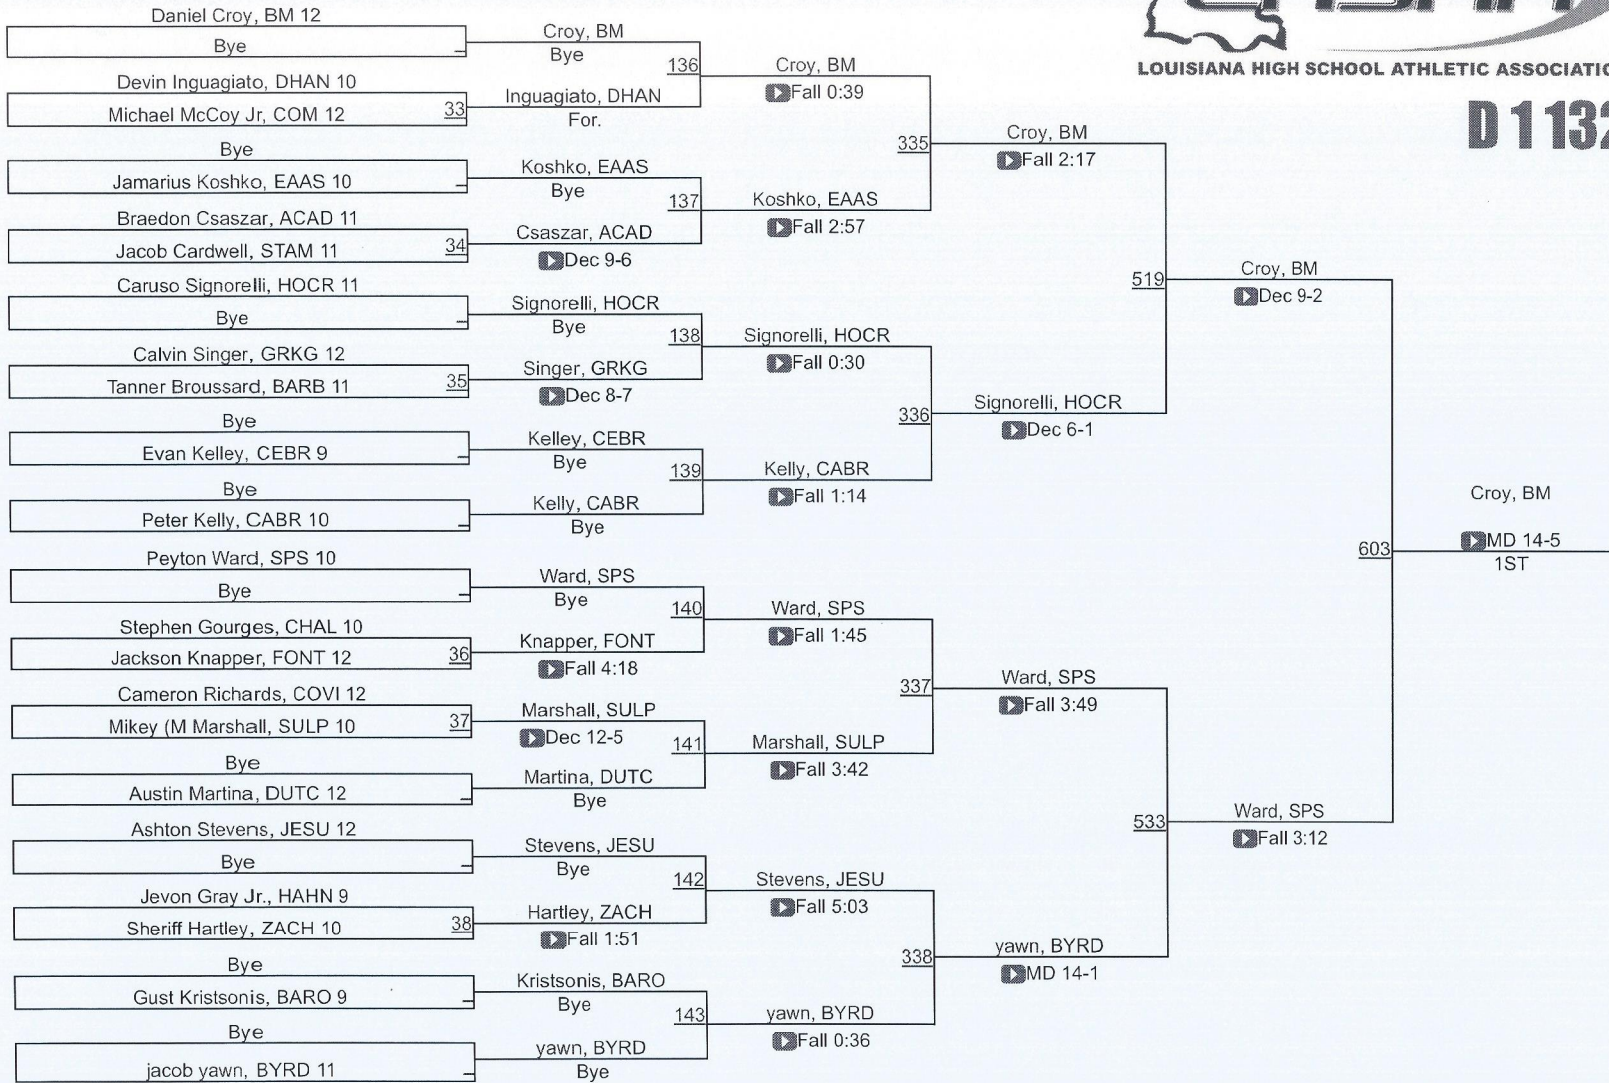 LOUISIANA HIGH SCHOOL ATHLETIC ASSOCIATIO
D 1 132
Daniel Croy, BM 12
Bye
Devin Inguagiato, DHAN 10
Michael McCoy Jr, COM 12
33
Bye
Jamarius Koshko, EAAS 10
Braedon Csaszar, ACAD 11
Jacob Cardwell, STAM 11
34
Caruso Signorelli, HOCR 11
Bye
Calvin Singer, GRKG 12
Tanner Broussard, BARB 11
35
Bye
Evan Kelley, CEBR 9
Bye
Peter Kelly, CABR 10
Peyton Ward, SPS 10
Bye
Stephen Gourges, CHAL 10
Jackson Knapper, FONT 12
36
Cameron Richards, COVI 12
Mikey (M Marshall, SULP 10
37
Bye
Austin Martina, DUTC 12
Ashton Stevens, JESU 12
Bye
Jevon Gray Jr., HAHN 9
Sheriff Hartley, ZACH 10
38
Bye
Gust Kristsonis, BARO 9
Bye
jacob yawn, BYRD 11
Croy, BM
Bye
136
Inguagiato, DHAN
For.
Koshko, EAAS
Bye
137
Csaszar, ACAD
Dec 9-6
Signorelli, HOCR
Bye
138
Singer, GRKG
Dec 8-7
Kelley, CEBR
Bye
139
Kelly, CABR
Bye
Ward, SPS
Bye
140
Knapper, FONT
Fall 4:18
Marshall, SULP
Dec 12-5
141
Martina, DUTC
Bye
Stevens, JESU
Bye
142
Hartley, ZACH
Fall 1:51
Kristsonis, BARO
Bye
143
yawn, BYRD
Bye
Croy, BM
Fall 0:39
335
Koshko, EAAS
Fall 2:57
Signorelli, HOCR
Fall 0:30
336
Kelly, CABR
Fall 1:14
Ward, SPS
Fall 1:45
337
Marshall, SULP
Fall 3:42
Stevens, JESU
Fall 5:03
338
yawn, BYRD
Fall 0:36
Croy, BM
Fall 2:17
519
Signorelli, HOCR
Dec 6-1
Ward, SPS
Fall 3:49
533
yawn, BYRD
MD 14-1
Croy, BM
Dec 9-2
603
Ward, SPS
Fall 3:12
Croy, BM
MD 14-5
1ST